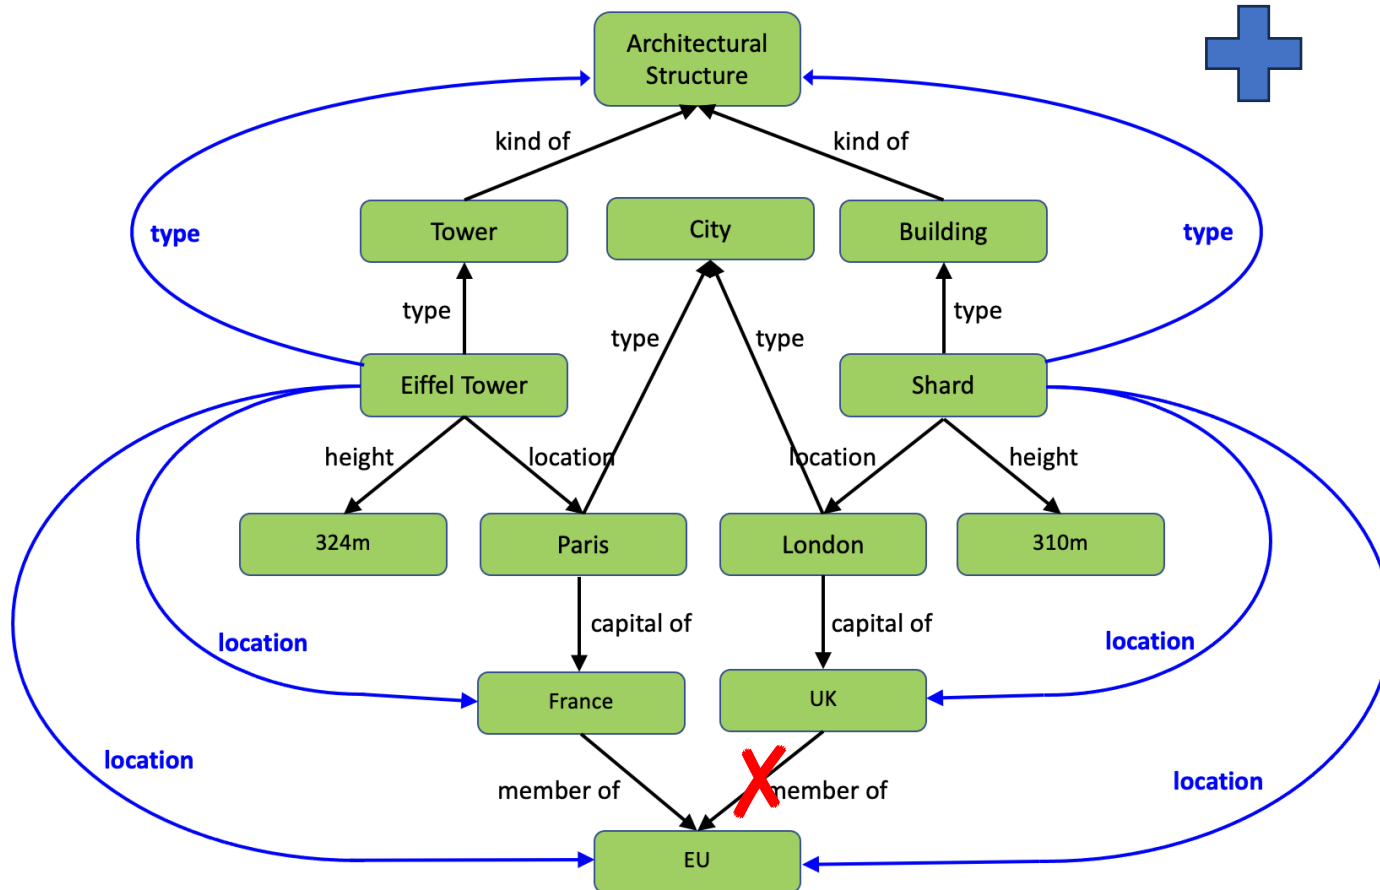 Architectural
Structure
kind of
kind of
Tower
City
Building
type
type
type
type
type
type
Eiffel Tower
Shard
height
location
location
height
324m
Paris
London
310m
capital of
capital of
location
location
France
UK
location
member of
member of
location
EU